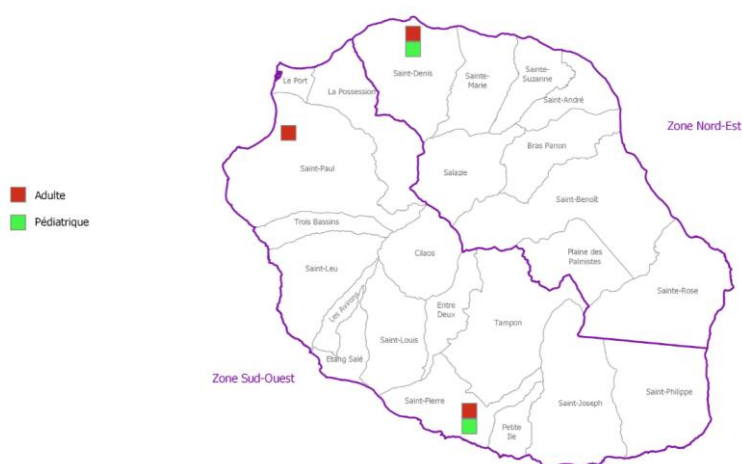 Le Port
Saint-Denis
Sainte-
Marie
Sainte-
Suzanne
La Possession
Saint-André
Zone Nord-Est
Bras Panon
Saint-Paul
Salazie
Adulte
Saint-Benoît
Pédiatrique
Trois Bassins
Cilaos
Plaine des
Palmistes
Saint-Leu
Sainte-Rose
Les Avirons
Entre
Deux
Tampon
Saint-Louis
Etang Salé
Zone Sud-Ouest
Saint-Philippe
Saint-Pierre
Saint-Joseph
Petite
Ile